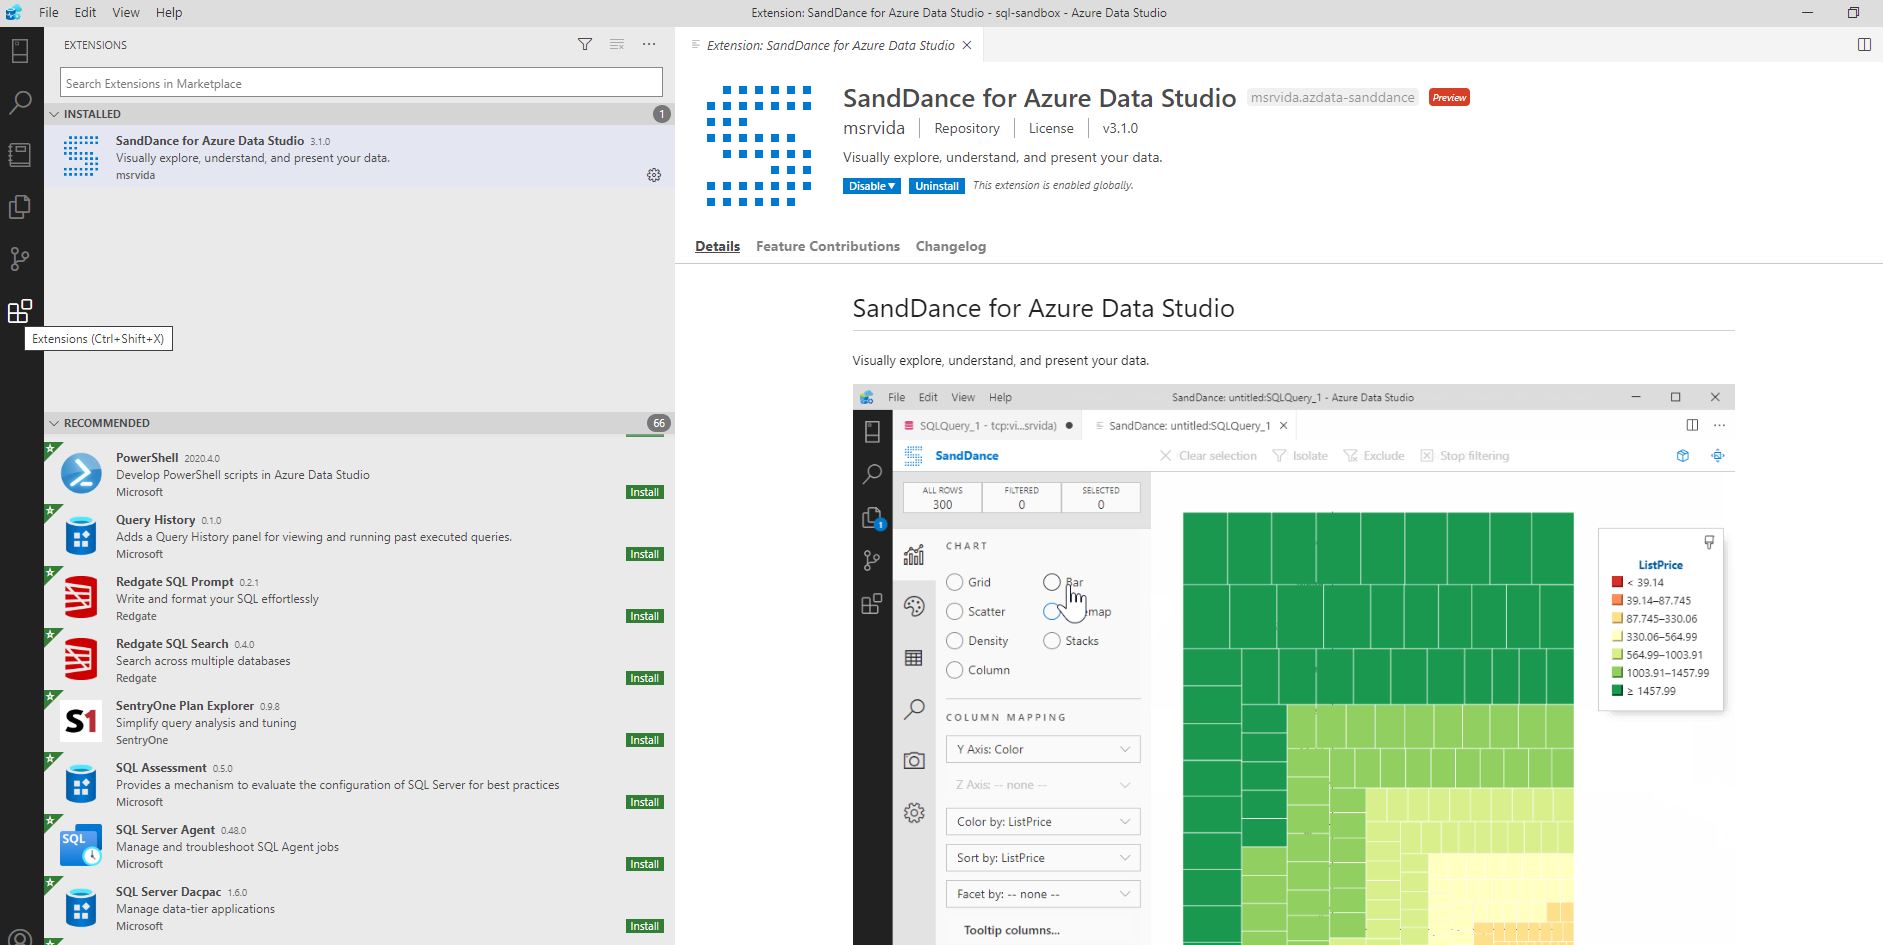 File Edit View Help
Extension: SandDance for Azure Data Studio - sql-sandbox - Azure Data Studio
EXTENSIONS
Search Extensions in Marketplace
INSTALLED 1
SandDance for Azure Data Studio 3.1.0
Visually explore, understand, and present your data.
msrvida
Extensions (Ctrl+Shift+X)
RECOMMENDED 66
PowerShell 2020.4.0
Develop PowerShell scripts in Azure Data Studio
Microsoft Install
Query History 0.1.0
Adds a Query History panel for viewing and running past executed queries.
Microsoft Install
Redgate SQL Prompt 0.2.1
Write and format your SQL effortlessly
Redgate Install
Redgate SQL Search 0.4.0
Search across multiple databases
Redgate Install
S1
SentryOne Plan Explorer 0.9.8
Simplify query analysis and tuning
SentryOne Install
SQL Assessment 0.5.0
Provides a mechanism to evaluate the configuration of SQL Server for best practices
Microsoft Install
SQL
SQL Server Agent 0.48.0
Manage and troubleshoot SQL Agent jobs
Microsoft Install
SQL Server Dacpac 1.6.0
Manage data-tier applications
Microsoft Install
Extension: SandDance for Azure Data Studio
SandDance for Azure Data Studio msrvida.azdata-sanddance Preview
msrvida Repository License v3.1.0
Visually explore, understand, and present your data.
Disable Uninstall This extension is enabled globally.
Details Feature Contributions Changelog
SandDance for Azure Data Studio
Visually explore, understand, and present your data.
File Edit View Help SandDance: untitled:SQLQuery_1 - Azure Data Studio
SQLQuery_1 - tcp:vi...srvida) SandDance: untitled:SQLQuery_1
SandDance Clear selection Isolate Exclude Stop filtering
ALL ROWS FILTERED SELECTED
300 0 0
1
CHART
Grid Bar
Scatter map
Density Stacks
Column
COLUMN MAPPING
Y Axis: Color
Z Axis: -- none --
Color by: ListPrice
Sort by: ListPrice
Facet by: -- none --
Tooltip columns...
ListPrice
< 39.14
39.14–87.745
87.745–330.06
330.06–564.99
564.99–1003.91
1003.91–1457.99
≥ 1457.99